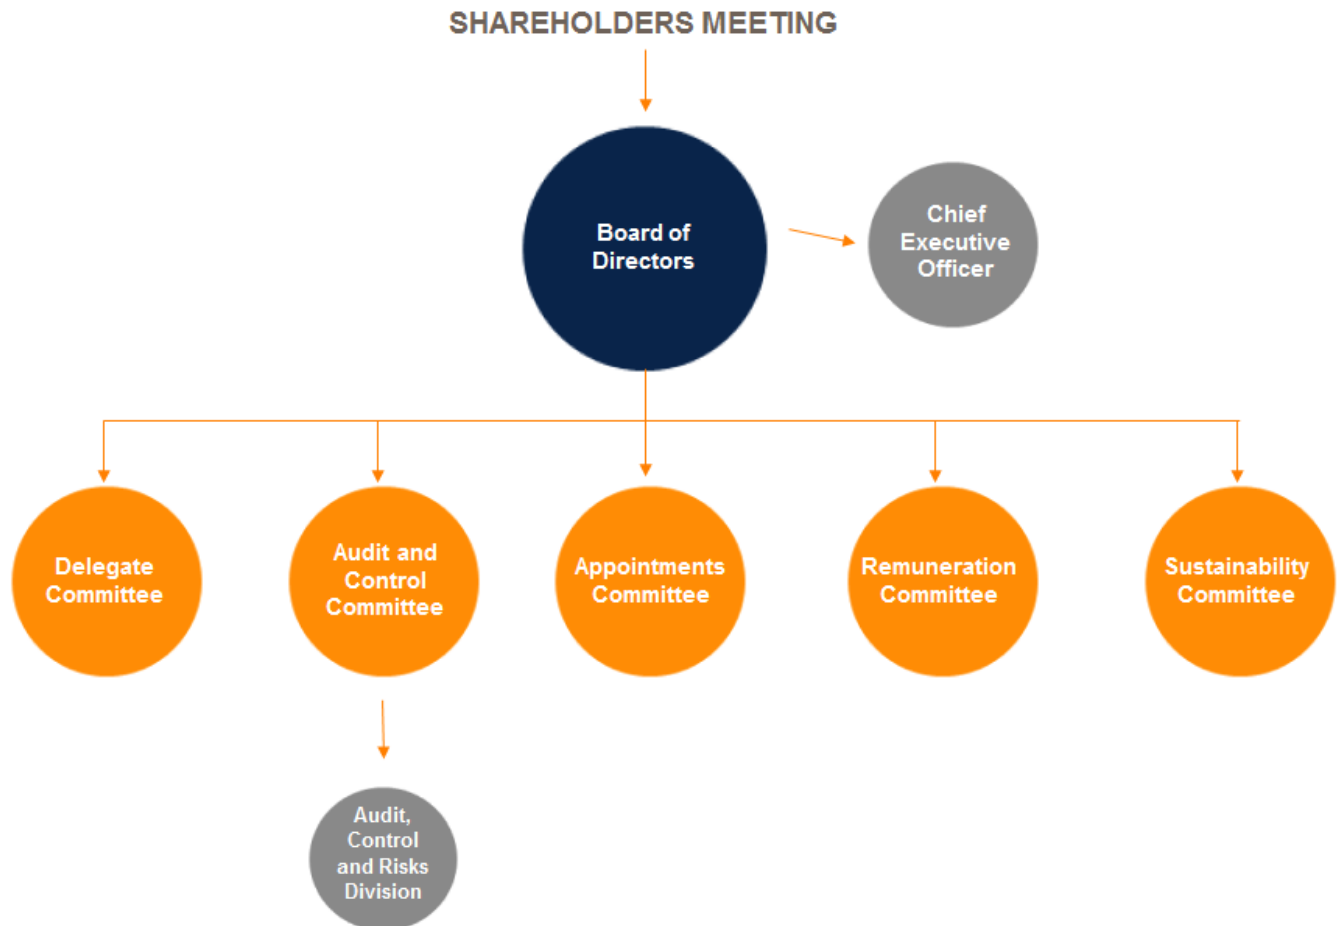 SHAREHOLDERS MEETING
Board of
Directors
Chief
Executive
Officer
Delegate
Committee
Audit and
Control
Committee
Appointments
Committee
Remuneration
Committee
Sustainability
Committee
Audit,
Control
and Risks
Division